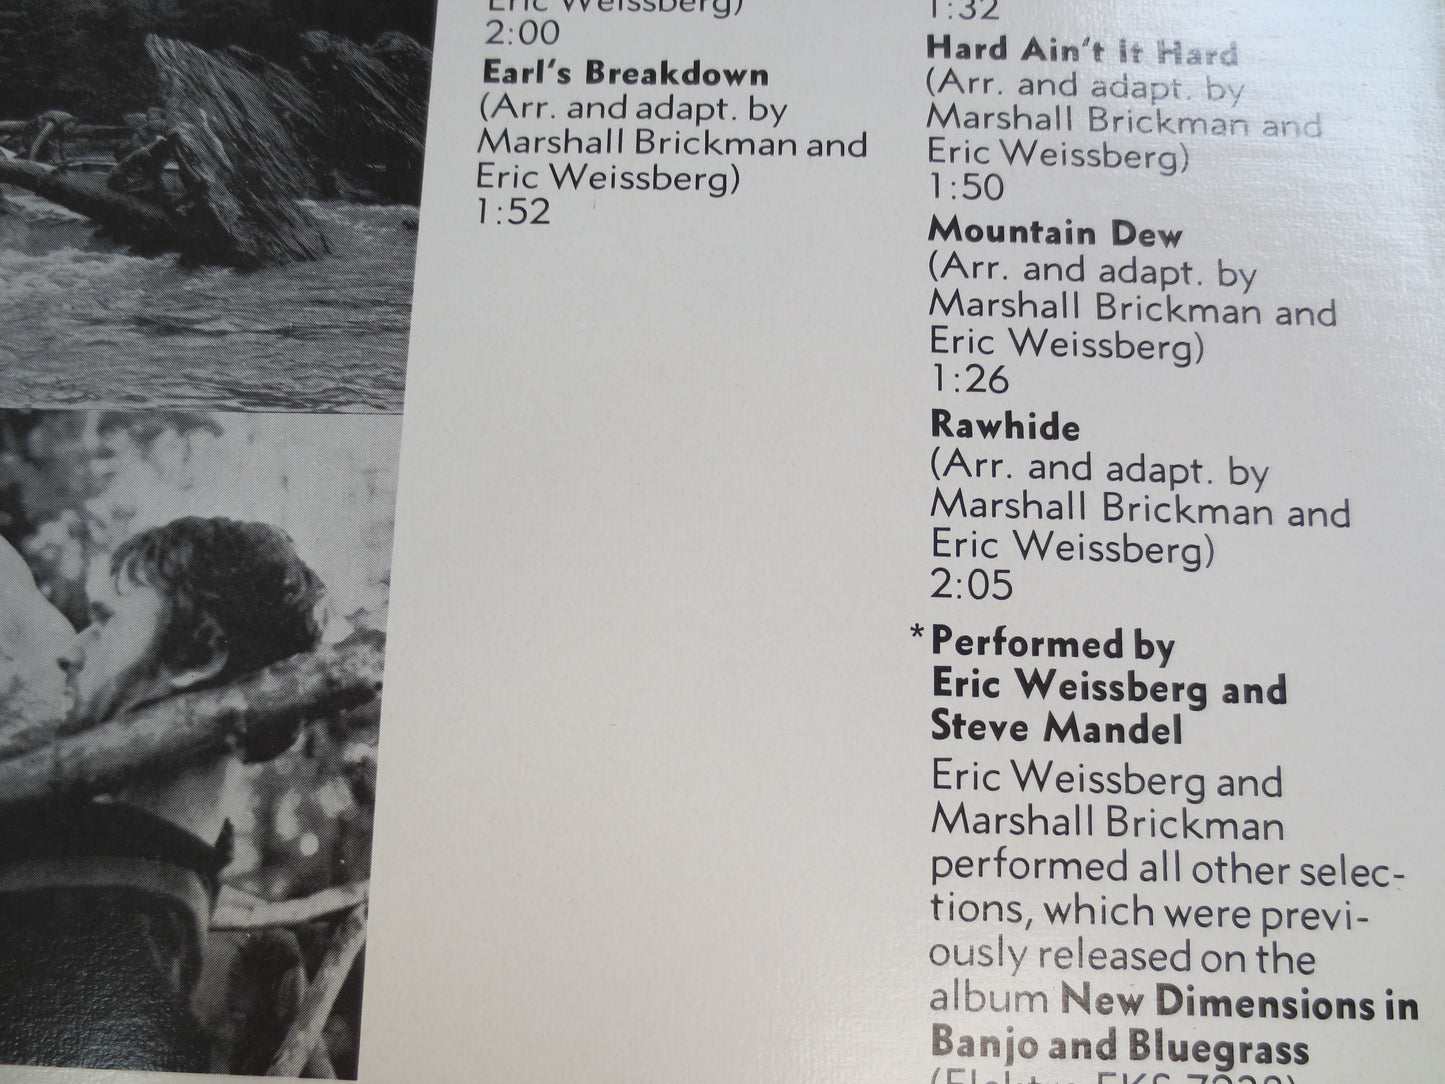 Eric Weissberg)
2:00
Earl's Breakdown
(Arr. and adapt. by
Marshall Brickman and
Eric Weissberg)
1:52
1:32
Hard Ain't it Hard
(Arr. and adapt. by
Marshall Brickman and
Eric Weissberg)
1:50
Mountain Dew
(Arr. and adapt. by
Marshall Brickman and
Eric Weissberg)
1:26
Rawhide
(Arr. and adapt. by
Marshall Brickman and
Eric Weissberg)
2:05
*Performed by
Eric Weissberg and
Steve Mandel
Eric Weissberg and
Marshall Brickman
performed all other selec-
tions, which were previ-
ously released on the
album New Dimensions in
Banjo and Bluegrass
(Elektra EKS